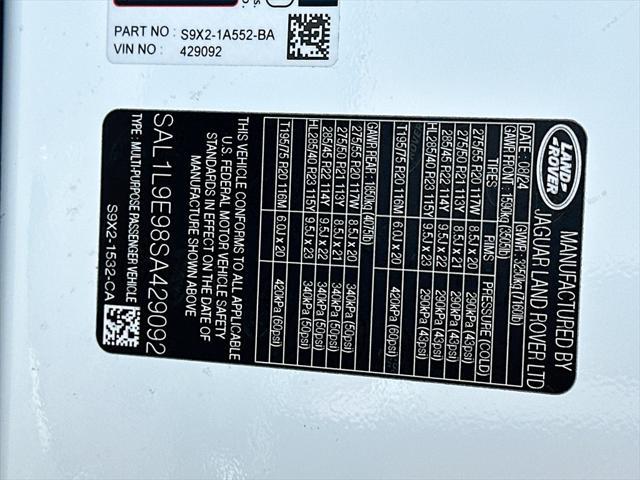 PART NO : S9X2-1A552-BA
VIN NO : 429092
LAND
ROVER
MANUFACTURED BY
JAGUAR LAND ROVER LTD
DATE: 08/24 GVWR: 3250kg (7160lb)
GAWR FRONT: 1590kg (3505lb)
TIRES RIMS PRESSURE (COLD)
275/55 R20 117W 8.5J x 20 290kPa (43psi)
275/50 R21 113Y 8.5J x 21 290kPa (43psi)
285/45 R22 114Y 9.5J x 22 290kPa (43psi)
HL285/40 R23 115Y 9.5J x 23 290kPa (43psi)
T195/75 R20 116M 6.0J x 20 420kPa (60psi)
GAWR REAR: 1850kg (4075lb)
275/55 R20 117W 8.5J x 20 340kPa (50psi)
275/50 R21 113Y 8.5J x 21 340kPa (50psi)
285/45 R22 114Y 9.5J x 22 340kPa (50psi)
HL285/40 R23 115Y 9.5J x 23 340kPa (50psi)
T195/75 R20 116M 6.0J x 20 420kPa (60psi)
THIS VEHICLE CONFORMS TO ALL APPLICABLE
U.S. FEDERAL MOTOR VEHICLE SAFETY
STANDARDS IN EFFECT ON THE DATE OF
MANUFACTURE SHOWN ABOVE
SAL1L9E98SA429092
TYPE : MULTI-PURPOSE PASSENGER VEHICLE
S9X2-1532-CA